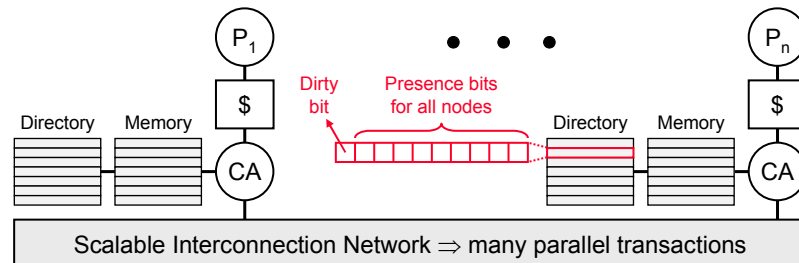 P1
Pn
Dirty
bit
Presence bits
for all nodes
$
$
Directory
Memory
Directory
Memory
CA
CA
Scalable Interconnection Network ⇒ many parallel transactions